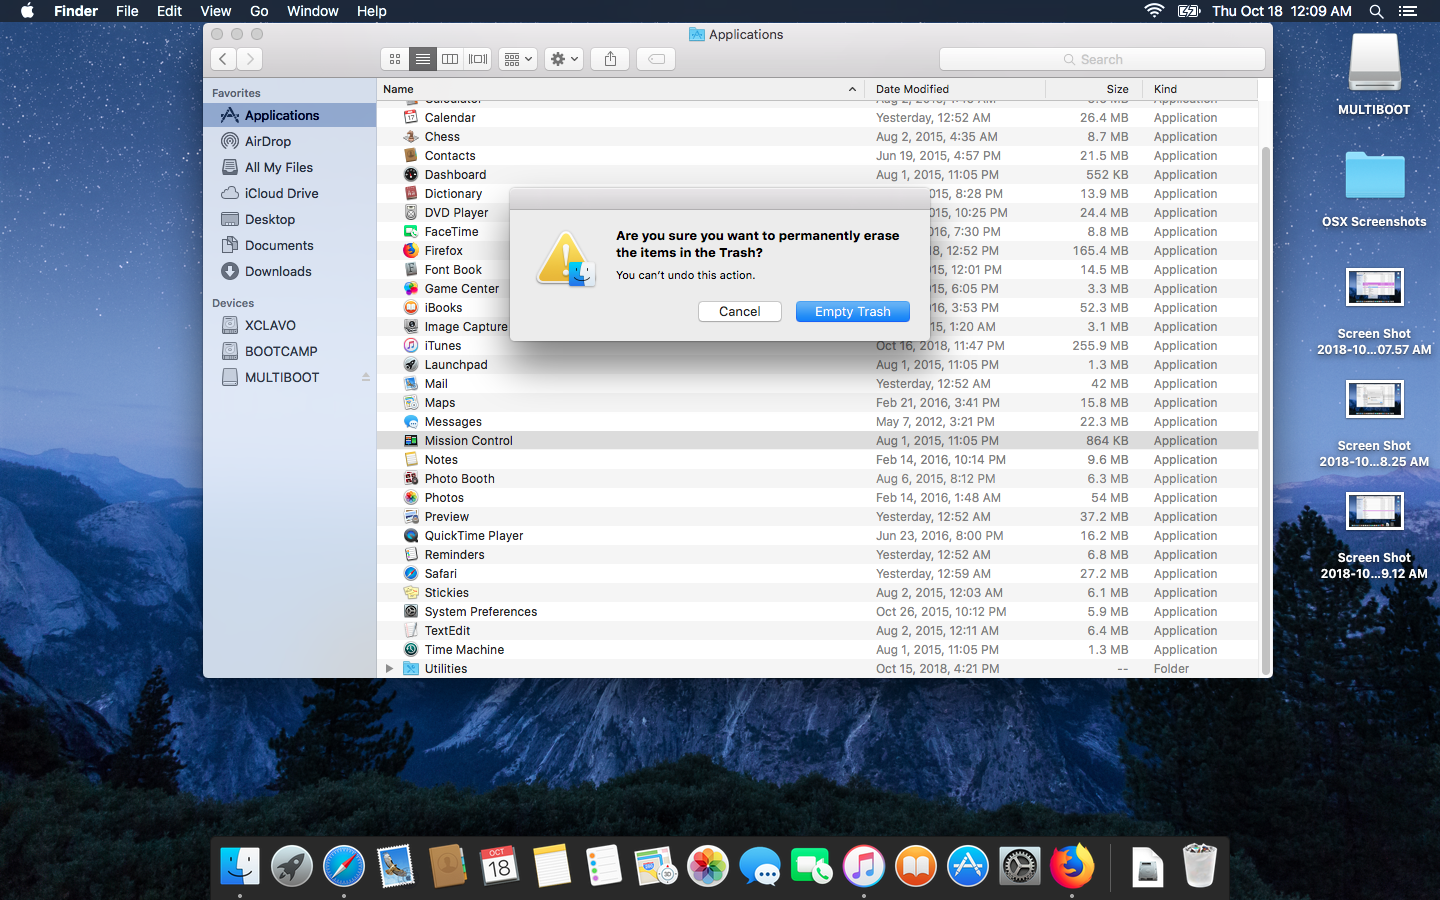 Finder File Edit View Go Window Help
Thu Oct 18 12:09 AM
Applications
Search
Favorites
Applications
AirDrop
All My Files
iCloud Drive
Desktop
Documents
Downloads
Devices
XCLAVO
BOOTCAMP
MULTIBOOT
Name Date Modified Size Kind
Calendar Yesterday, 12:52 AM 26.4 MB Application
Chess Aug 2, 2015, 4:35 AM 8.7 MB Application
Contacts Jun 19, 2015, 4:57 PM 21.5 MB Application
Dashboard Aug 1, 2015, 11:05 PM 552 KB Application
Dictionary 8:28 PM 13.9 MB Application
DVD Player 10:25 PM 24.4 MB Application
FaceTime 7:30 PM 8.8 MB Application
Firefox 12:52 PM 165.4 MB Application
Font Book 12:01 PM 14.5 MB Application
Game Center 6:05 PM 3.3 MB Application
iBooks 3:53 PM 52.3 MB Application
Image Capture 1:20 AM 3.1 MB Application
iTunes Oct 16, 2018, 11:47 PM 255.9 MB Application
Launchpad Aug 1, 2015, 11:05 PM 1.3 MB Application
Mail Yesterday, 12:52 AM 42 MB Application
Maps Feb 21, 2016, 3:41 PM 15.8 MB Application
Messages May 7, 2012, 3:21 PM 22.3 MB Application
Mission Control Aug 1, 2015, 11:05 PM 864 KB Application
Notes Feb 14, 2016, 10:14 PM 9.6 MB Application
Photo Booth Aug 6, 2015, 8:12 PM 6.3 MB Application
Photos Feb 14, 2016, 1:48 AM 54 MB Application
Preview Yesterday, 12:52 AM 37.2 MB Application
QuickTime Player Jun 23, 2016, 8:00 PM 16.2 MB Application
Reminders Yesterday, 12:52 AM 6.8 MB Application
Safari Yesterday, 12:59 AM 27.2 MB Application
Stickies Aug 2, 2015, 12:03 AM 6.1 MB Application
System Preferences Oct 26, 2015, 10:12 PM 5.9 MB Application
TextEdit Aug 2, 2015, 12:11 AM 6.4 MB Application
Time Machine Aug 1, 2015, 11:05 PM 1.3 MB Application
Utilities Oct 15, 2018, 4:21 PM -- Folder
Are you sure you want to permanently erase
the items in the Trash?
You can't undo this action.
Cancel Empty Trash
MULTIBOOT
OSX Screenshots
Screen Shot
2018-10...07.57 AM
Screen Shot
2018-10...8.25 AM
Screen Shot
2018-10...9.12 AM
OCT
18
3D